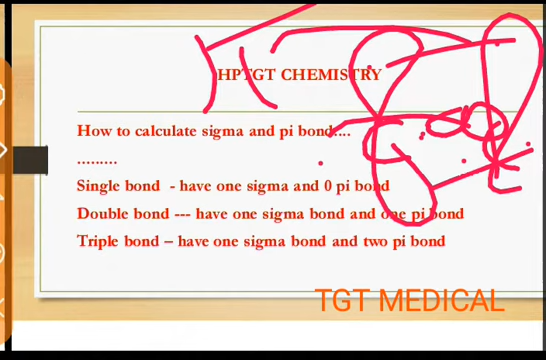 HPTGT CHEMISTRY
How to calculate sigma and pi bond....
.........
Single bond - have one sigma and 0 pi bond
Double bond --- have one sigma bond and one pi bond
Triple bond – have one sigma bond and two pi bond
TGT MEDICAL